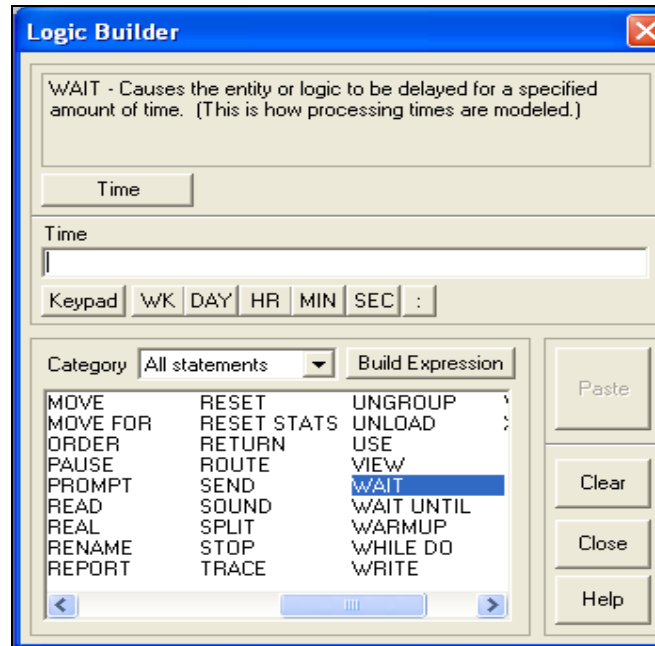 Logic Builder
WAIT - Causes the entity or logic to be delayed for a specified
amount of time.  (This is how processing times are modeled.)
Time
Time
Keypad WK DAY HR MIN SEC :
Category All statements Build Expression
Paste
MOVE RESET UNGROUP
MOVE FOR RESET STATS UNLOAD
ORDER RETURN USE
PAUSE ROUTE VIEW
PROMPT SEND WAIT
READ SOUND WAIT UNTIL
REAL SPLIT WARMUP
RENAME STOP WHILE DO
REPORT TRACE WRITE
Clear
Close
Help